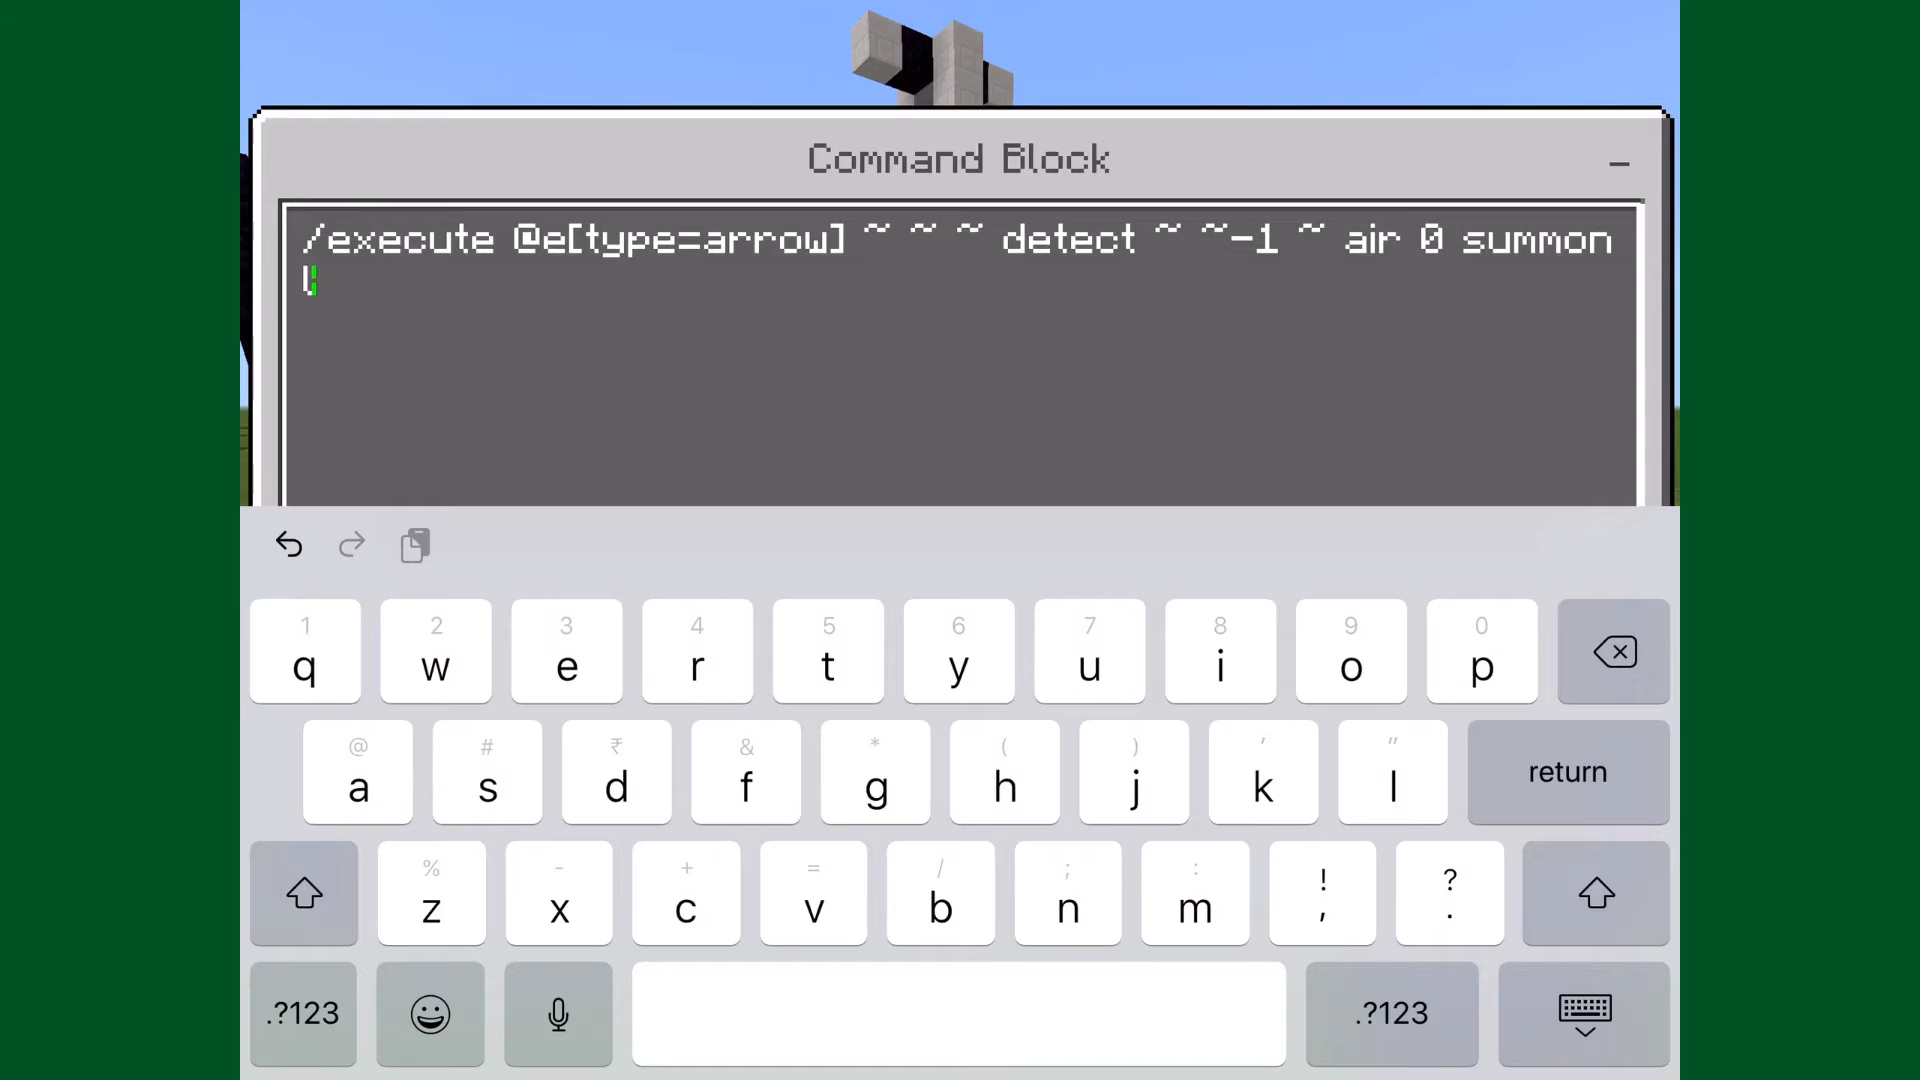 Command Block
/execute @e[type=arrow] ~ ~ ~ detect ~ ~-1 ~ air 0 summon
l
1 2 3 4 5 6 7 8 9 0
q w e r t y u i o p
@ # ₹ & * ( ) ' "
a s d f g h j k l return
% - + = / ; : ! ?
z x c v b n m , .
.?123 .?123